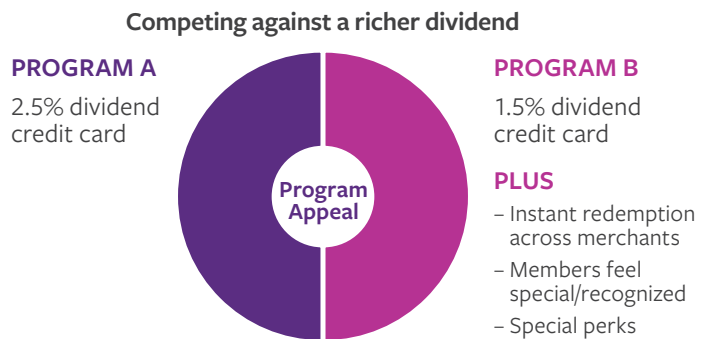 Competing against a richer dividend
PROGRAM A
2.5% dividend
credit card
Program
Appeal
PROGRAM B
1.5% dividend
credit card
PLUS
– Instant redemption
across merchants
– Members feel
special/recognized
– Special perks